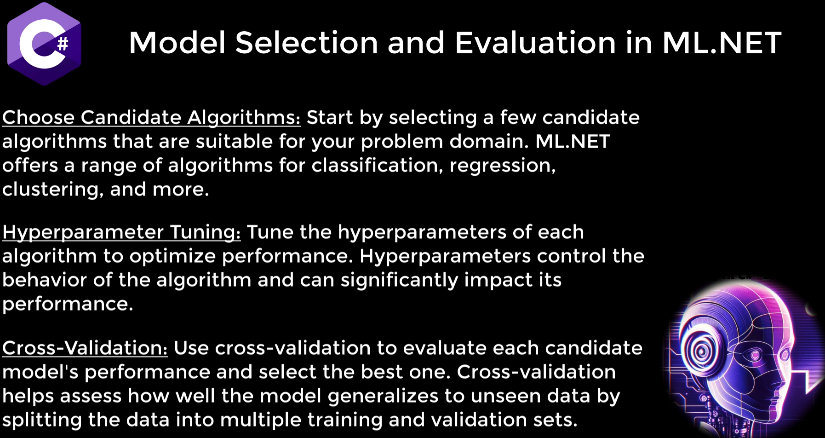 C#
Model Selection and Evaluation in ML.NET
Choose Candidate Algorithms: Start by selecting a few candidate
algorithms that are suitable for your problem domain. ML.NET
offers a range of algorithms for classification, regression,
clustering, and more.
Hyperparameter Tuning: Tune the hyperparameters of each
algorithm to optimize performance. Hyperparameters control the
behavior of the algorithm and can significantly impact its
performance.
Cross-Validation: Use cross-validation to evaluate each candidate
model's performance and select the best one. Cross-validation
helps assess how well the model generalizes to unseen data by
splitting the data into multiple training and validation sets.